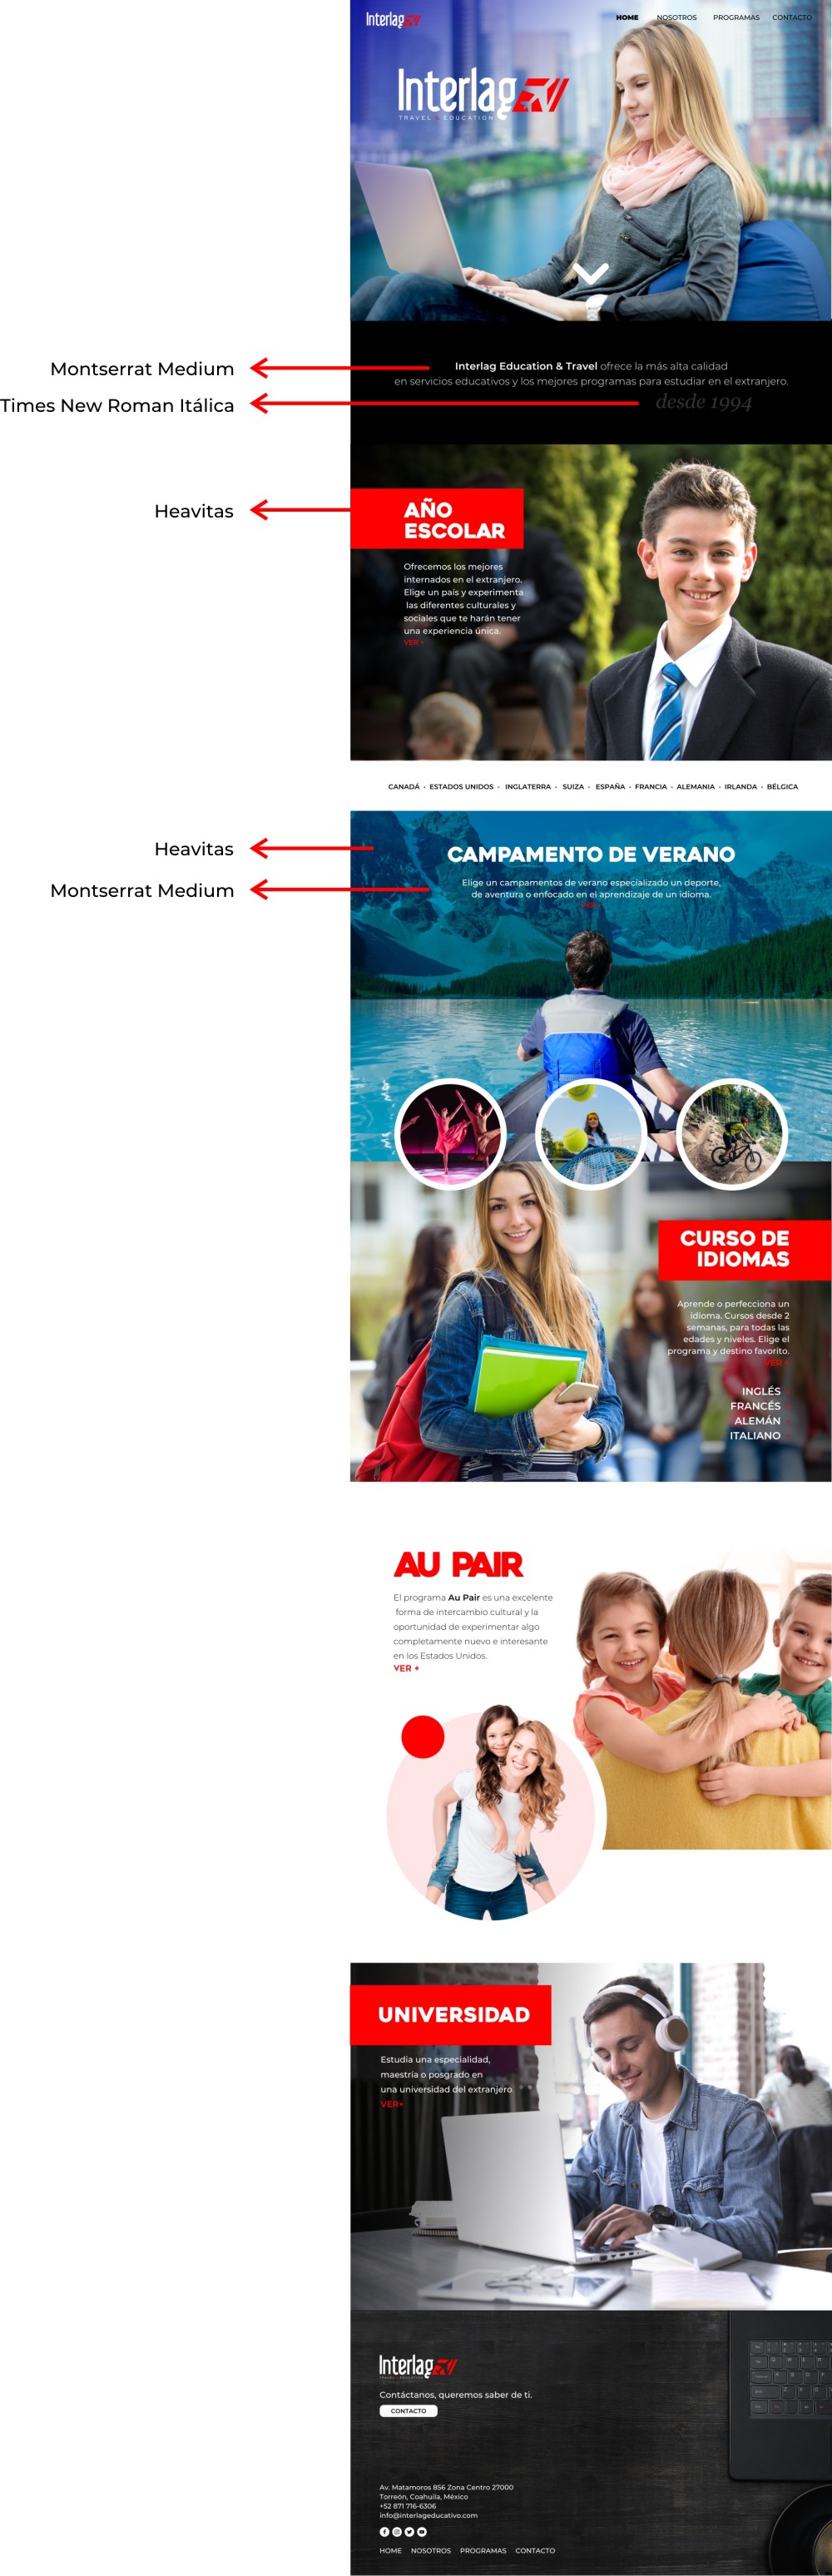 Interlag
HOME NOSOTROS PROGRAMAS CONTACTO
Interlag
TRAVEL & EDUCATION
Montserrat Medium
Interlag Education & Travel ofrece la más alta calidad
en servicios educativos y los mejores programas para estudiar en el extranjero.
Times New Roman Itálica
desde 1994
Heavitas
AÑO
ESCOLAR
Ofrecemos los mejores
internados en el extranjero.
Elige un país y experimenta
las diferentes culturales y
sociales que te harán tener
una experiencia única.
VER +
CANADÁ • ESTADOS UNIDOS • INGLATERRA • SUIZA • ESPAÑA • FRANCIA • ALEMANIA • IRLANDA • BÉLGICA
Heavitas
CAMPAMENTO DE VERANO
Montserrat Medium
Elige un campamentos de verano especializado un deporte,
de aventura o enfocado en el aprendizaje de un idioma.
VER +
CURSO DE
IDIOMAS
Aprende o perfecciona un
idioma. Cursos desde 2
semanas, para todas las
edades y niveles. Elige el
programa y destino favorito.
VER +
INGLÉS
FRANCÉS
ALEMÁN
ITALIANO
AU PAIR
El programa Au Pair es una excelente
forma de intercambio cultural y la
oportunidad de experimentar algo
completamente nuevo e interesante
en los Estados Unidos.
VER +
UNIVERSIDAD
Estudia una especialidad,
maestría o posgrado en
una universidad del extranjero
VER+
Interlag
TRAVEL & EDUCATION
Contáctanos, queremos saber de ti.
CONTACTO
Av. Matamoros 856 Zona Centro 27000
Torreón, Coahuila, México
+52 871 716-6306
info@interlageducativo.com
HOME NOSOTROS PROGRAMAS CONTACTO